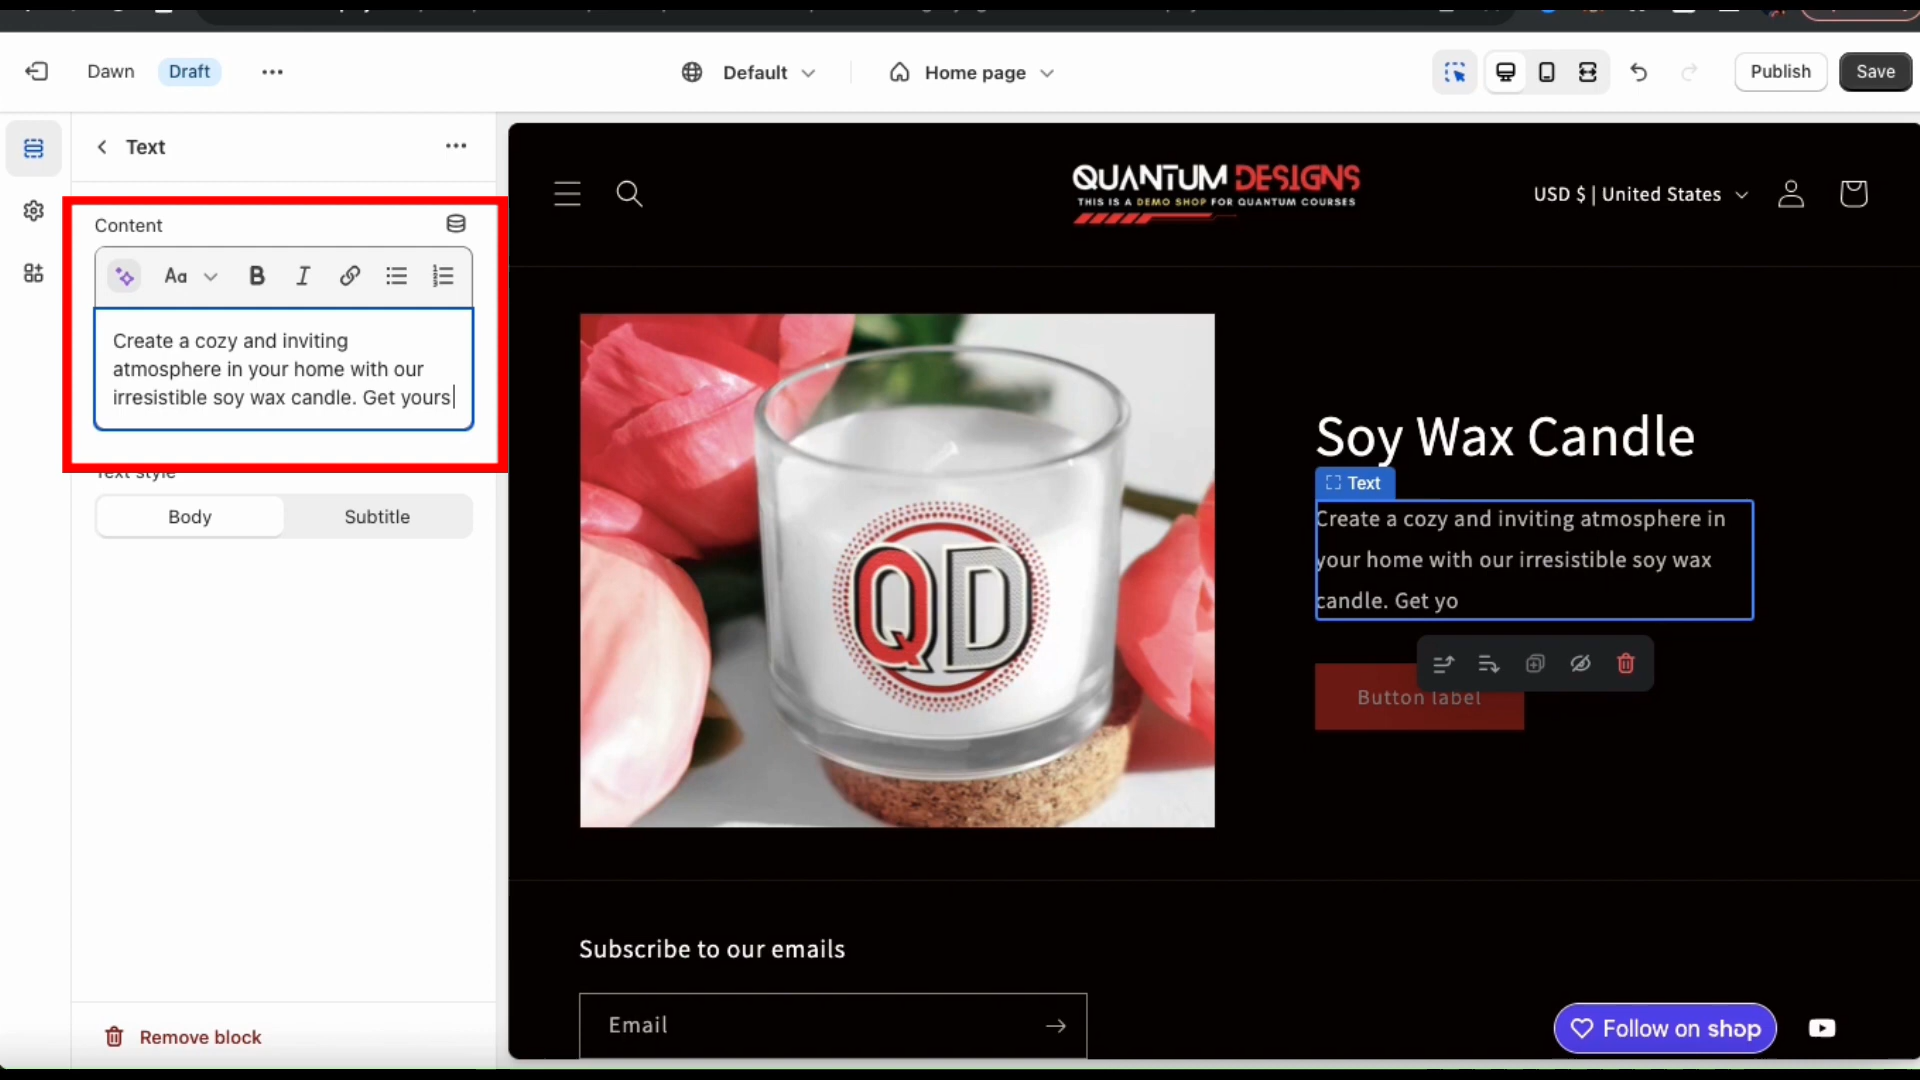 Dawn
Draft
Default
Home page
Publish
Save
Text
Content
Aa
B
I
Create a cozy and inviting
atmosphere in your home with our
irresistible soy wax candle. Get yours
Text style
Body
Subtitle
Remove block
QUANTUM DESIGNS
THIS IS A DEMO SHOP FOR QUANTUM COURSES
USD $ | United States
QD
Soy Wax Candle
Text
Create a cozy and inviting atmosphere in
your home with our irresistible soy wax
candle. Get yo
Button label
Subscribe to our emails
Email
Follow on shop